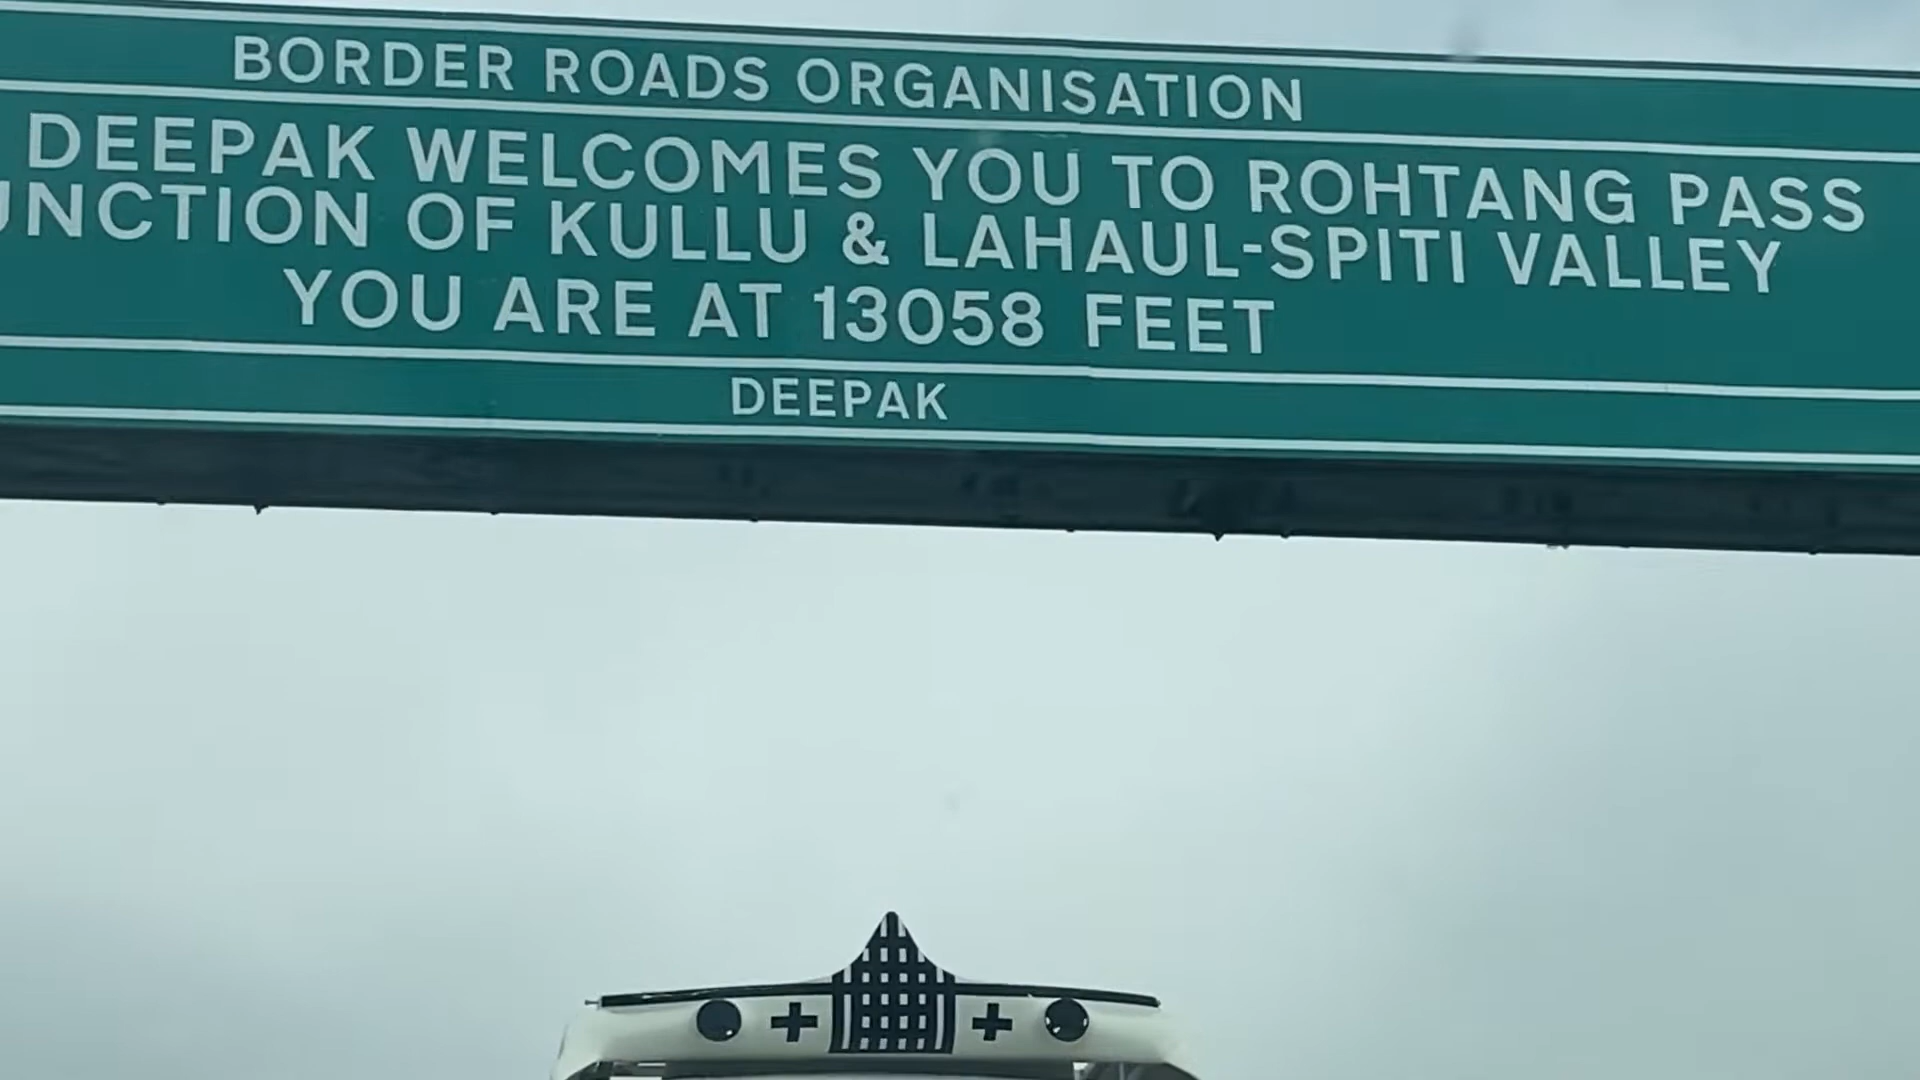 BORDER ROADS ORGANISATION
DEEPAK WELCOMES YOU TO ROHTANG PASS
OF KULLU & LAHAUL-SPITI VALLEY
YOU ARE AT 13058 FEET
DEEPAK